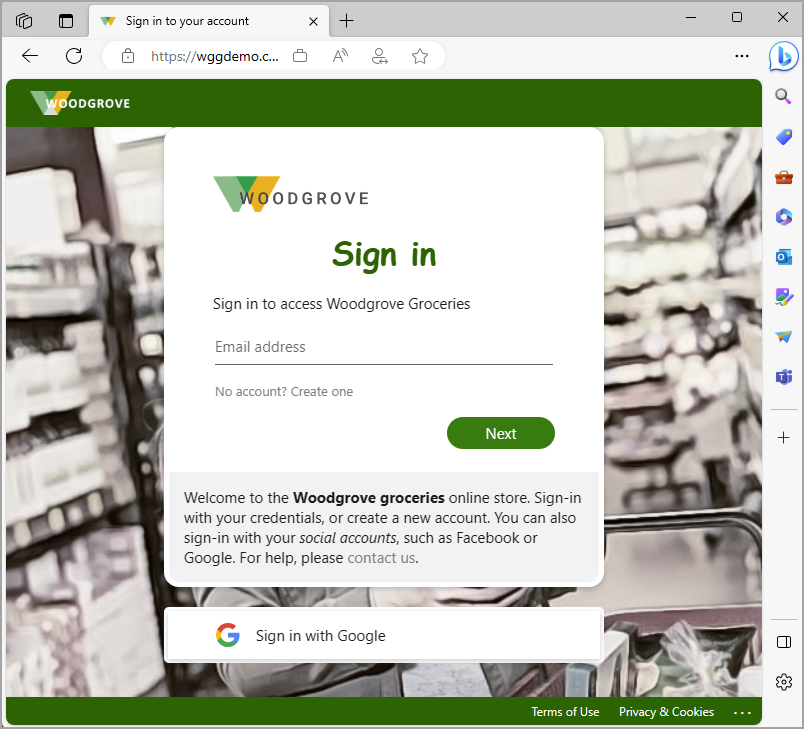 Sign in to your account
https://wggdemo.c...
WOODGROVE
WOODGROVE
Sign in
Sign in to access Woodgrove Groceries
Email address
No account? Create one
Next
Welcome to the Woodgrove groceries online store. Sign-in
with your credentials, or create a new account. You can also
sign-in with your social accounts, such as Facebook or
Google. For help, please contact us.
Sign in with Google
Terms of Use Privacy & Cookies ...